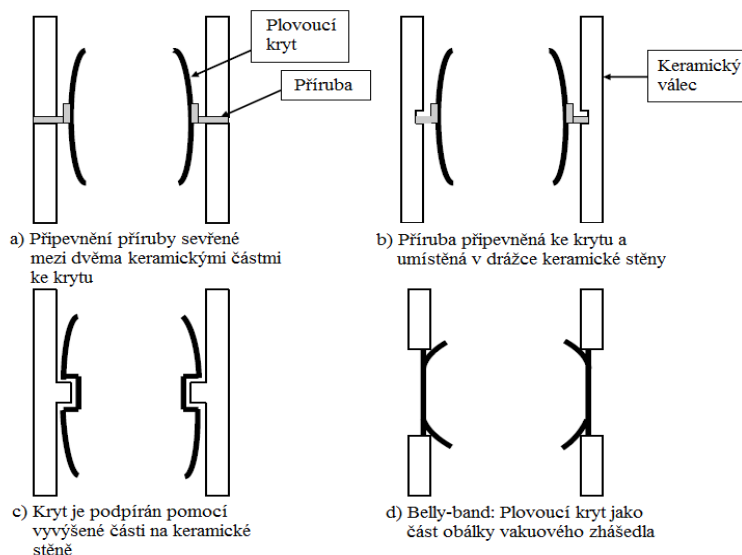 Plovoucí
kryt
Příruba
Keramický
válec
a) Připevnění příruby sevřené
mezi dvěma keramickými částmi
ke krytu
b) Příruba připevněná ke krytu a
umístěná v drážce keramické stěny
c) Kryt je podpírán pomocí
vyvýšené části na keramické
stěně
d) Belly-band: Plovoucí kryt jako
část obálky vakuového zhášedla